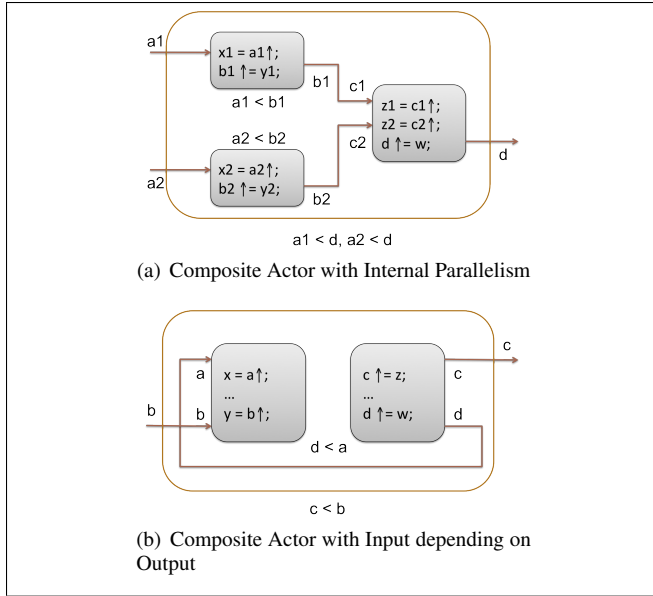 a1
x1 = a1↑;
b1 ↑= y1;
b1
a1 < b1
c1
z1 = c1↑;
z2 = c2↑;
d ↑= w;
d
a2 < b2
c2
x2 = a2↑;
b2 ↑= y2;
a2
b2
a1 < d, a2 < d
(a) Composite Actor with Internal Parallelism
c
a
x = a↑;
...
y = b↑;
b
b
c ↑= z;
...
d ↑= w;
c
d
d < a
c < b
(b) Composite Actor with Input depending on
Output